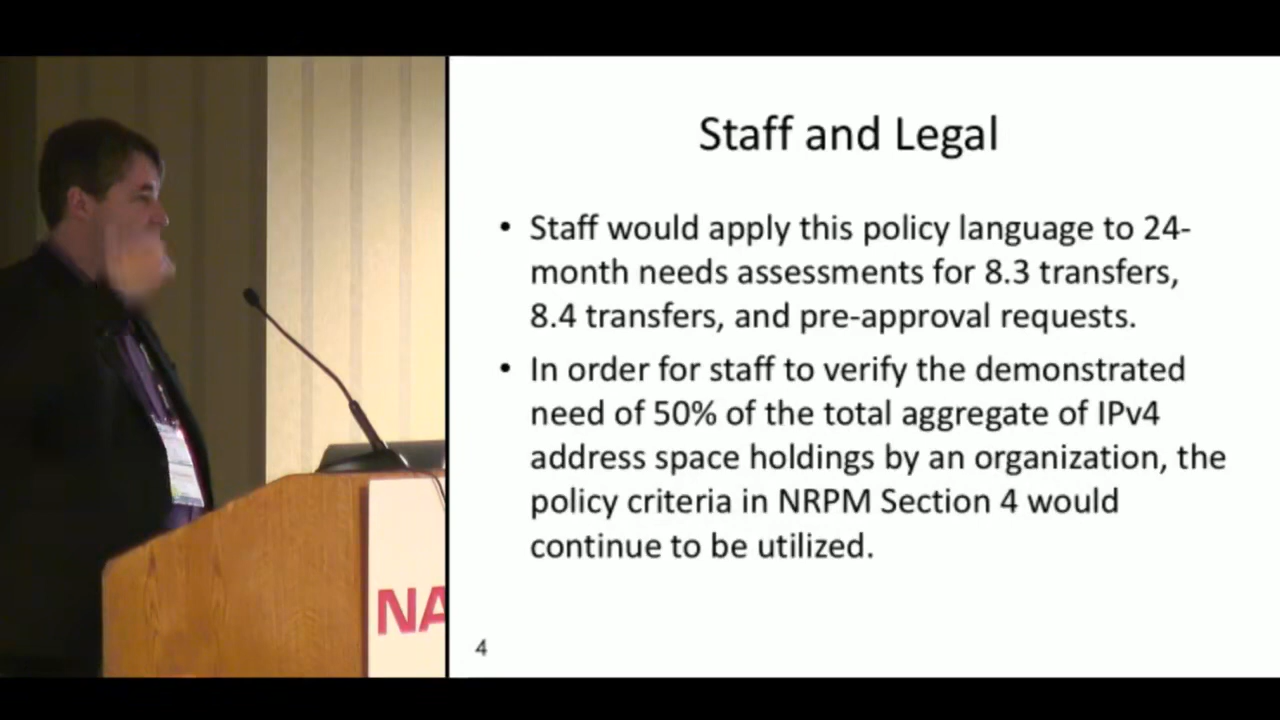 Staff and Legal
• Staff would apply this policy language to 24-
month needs assessments for 8.3 transfers,
8.4 transfers, and pre-approval requests.
• In order for staff to verify the demonstrated
need of 50% of the total aggregate of IPv4
address space holdings by an organization, the
policy criteria in NRPM Section 4 would
continue to be utilized.
4
NA